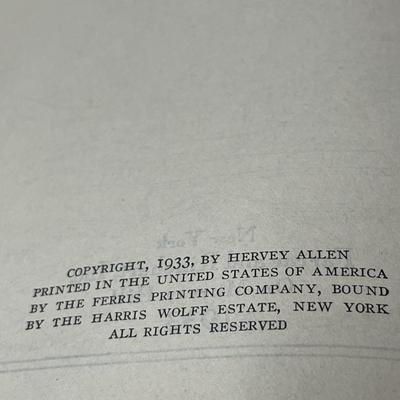 COPYRIGHT, 1933, BY HERVEY ALLEN
PRINTED IN THE UNITED STATES OF AMERICA
BY THE FERRIS PRINTING COMPANY, BOUND
BY THE HARRIS WOLFF ESTATE, NEW YORK
ALL RIGHTS RESERVED